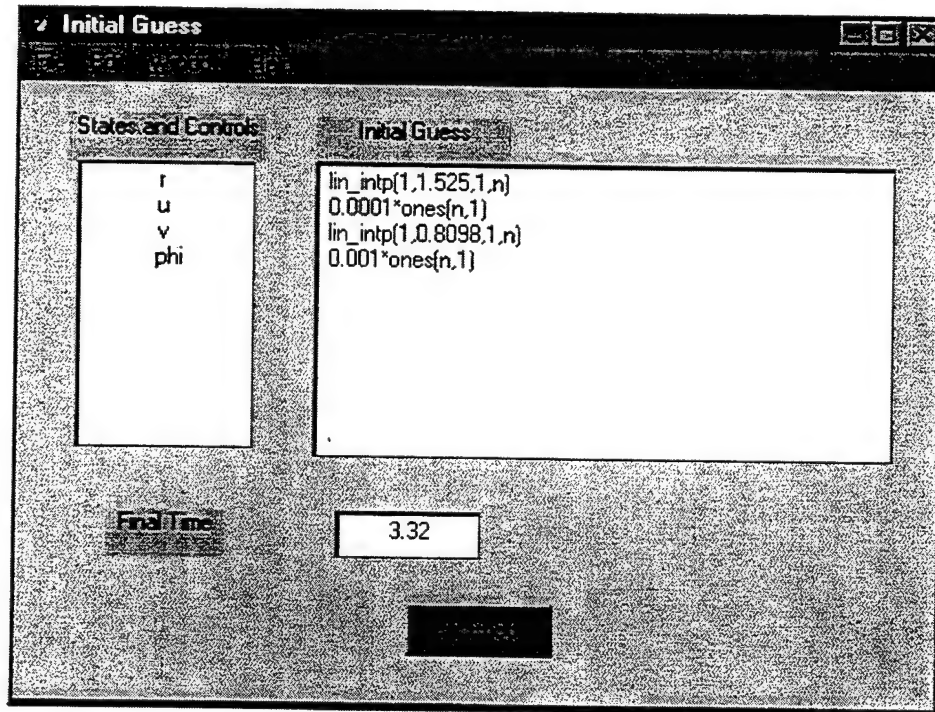 Initial Guess
States and Controls
Initial Guess
r
u
v
phi
lin_intp(1,1.525,1,n)
0.0001*ones(n,1)
lin_intp(1,0.8098,1,n)
0.001*ones(n,1)
Final Time
3.32